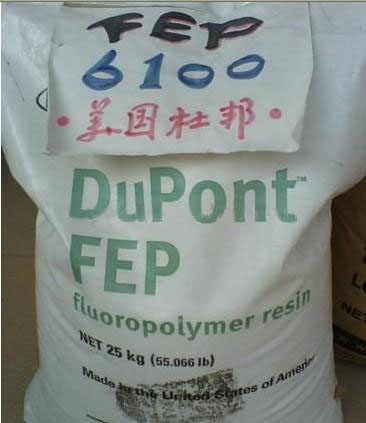 FEP
6100
·美国杜邦·
DuPont™
FEP
fluoropolymer resin
NET 25 kg (55.066 lb)
Made in the United States of America